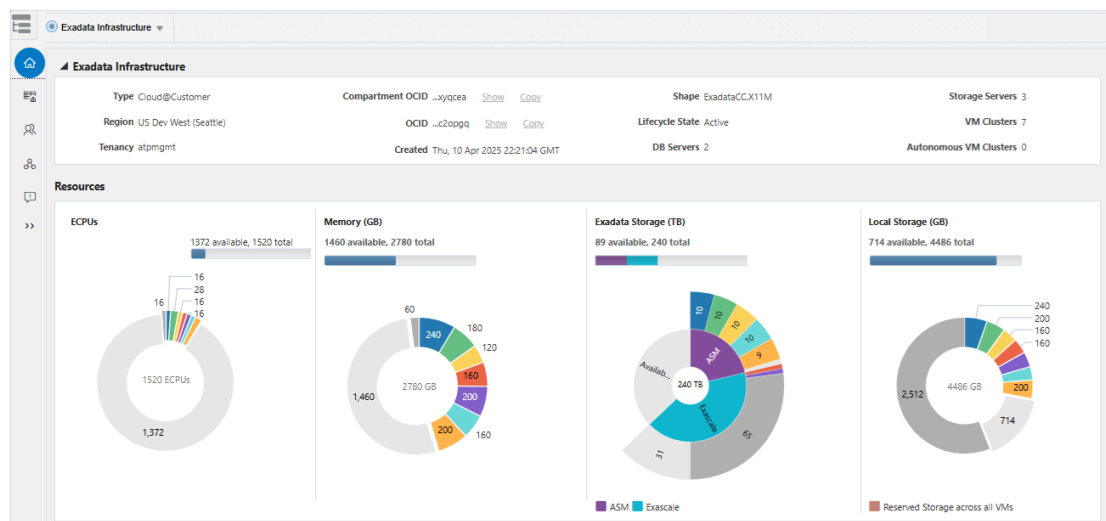 Exadata Infrastructure
Exadata Infrastructure
Type Cloud@Customer
Compartment OCID ...xyqcea Show Copy
Shape ExadataCC.X11M
Storage Servers 3
Region US Dev West (Seattle)
OCID ...c2opgq Show Copy
Lifecycle State Active
VM Clusters 7
Tenancy atpmgmt
Created Thu, 10 Apr 2025 22:21:04 GMT
DB Servers 2
Autonomous VM Clusters 0
Resources
ECPUs
1372 available, 1520 total
16
16
28
16
16
1520 ECPUs
1,372
Memory (GB)
1460 available, 2780 total
60
240
180
120
160
200
160
200
1,460
2780 GB
Exadata Storage (TB)
89 available, 240 total
10
10
10
10
9
ASM
Availab...
240 TB
Exascale
65
31
ASM Exascale
Local Storage (GB)
714 available, 4486 total
240
200
160
160
200
714
2,512
4486 GB
Reserved Storage across all VMs